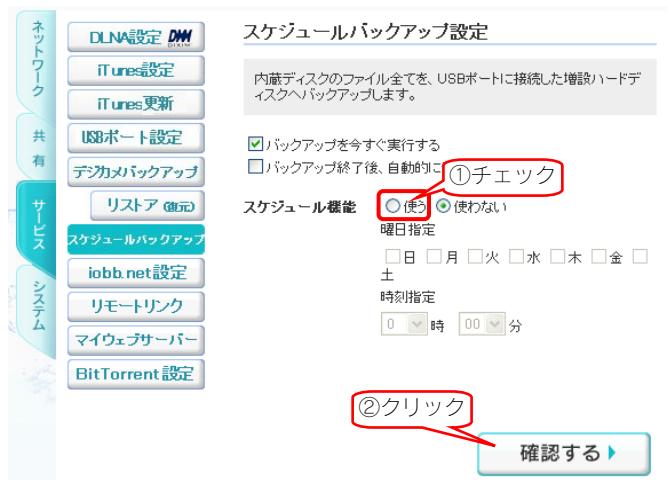 ネットワーク
共有
サービス
システム
DLNA設定 DiXiM
iTunes設定
iTunes更新
USBポート設定
デジカメバックアップ
リストア(復元)
スケジュールバックアップ
iobb.net設定
リモートリンク
マイウェブサーバー
BitTorrent設定
スケジュールバックアップ設定
内蔵ディスクのファイル全てを、USBポートに接続した増設ハードデ
ィスクへバックアップします。
バックアップを今すぐ実行する
バックアップ終了後、自動的に
①チェック
スケジュール機能 使う 使わない
曜日指定
日 月 火 水 木 金
土
時刻指定
0 時 00 分
②クリック
確認する